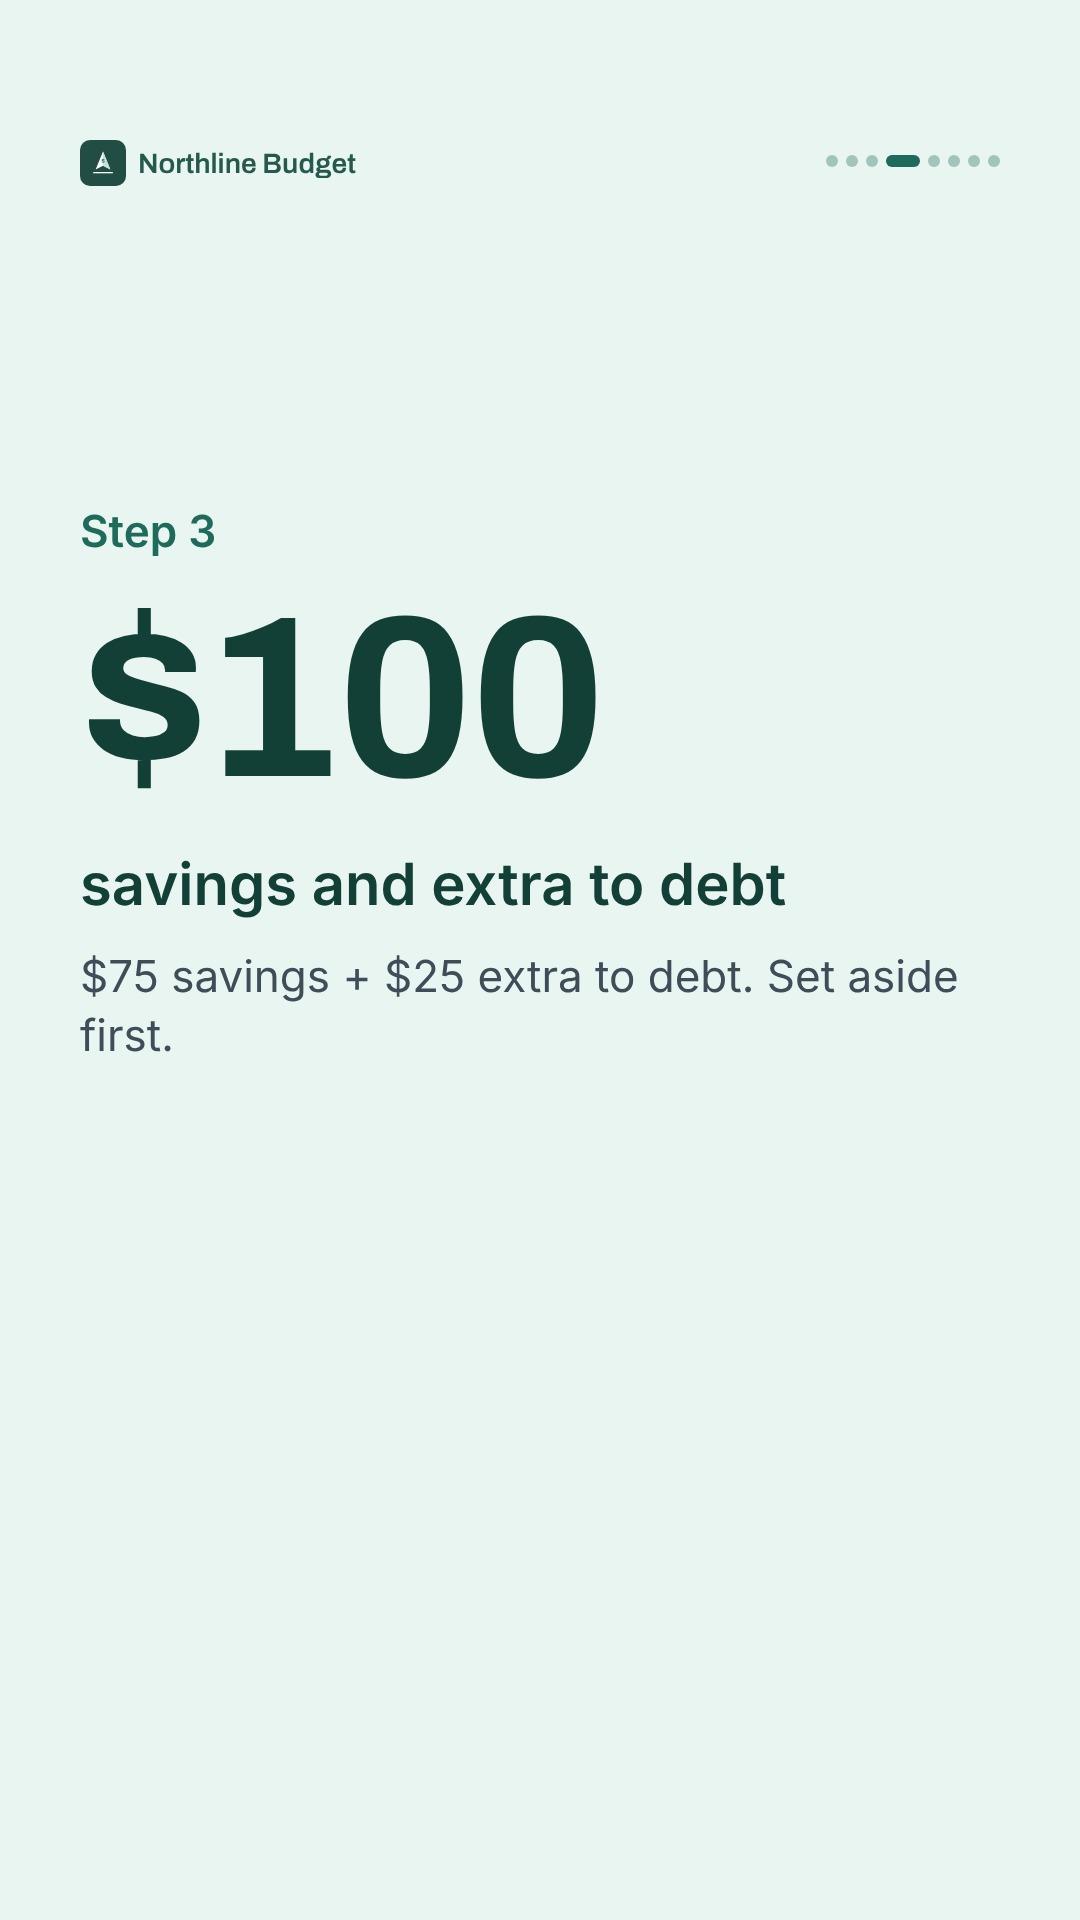 Northline Budget
Step 3
$100
savings and extra to debt
$75 savings + $25 extra to debt. Set aside
first.